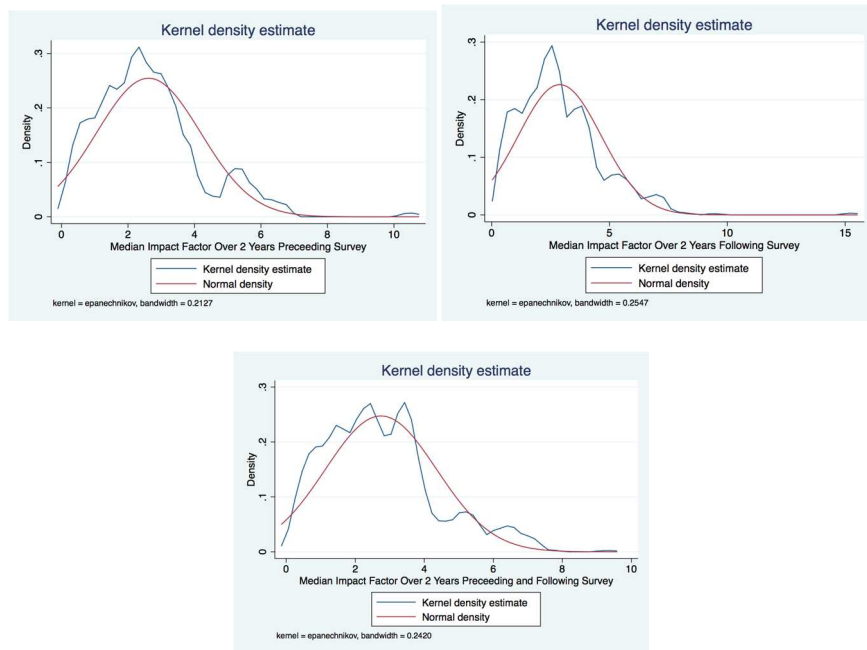 Kernel density estimate
Density
.3
.2
.1
0
0 2 4 6 8 10
Median Impact Factor Over 2 Years Preceeding Survey
Kernel density estimate
Normal density
kernel = epanechnikov, bandwidth = 0.2127
Kernel density estimate
Density
.3
.2
.1
0
0 5 10 15
Median Impact Factor Over 2 Years Following Survey
Kernel density estimate
Normal density
kernel = epanechnikov, bandwidth = 0.2547
Kernel density estimate
Density
.3
.2
.1
0
0 2 4 6 8 10
Median Impact Factor Over 2 Years Preceeding and Following Survey
Kernel density estimate
Normal density
kernel = epanechnikov, bandwidth = 0.2420